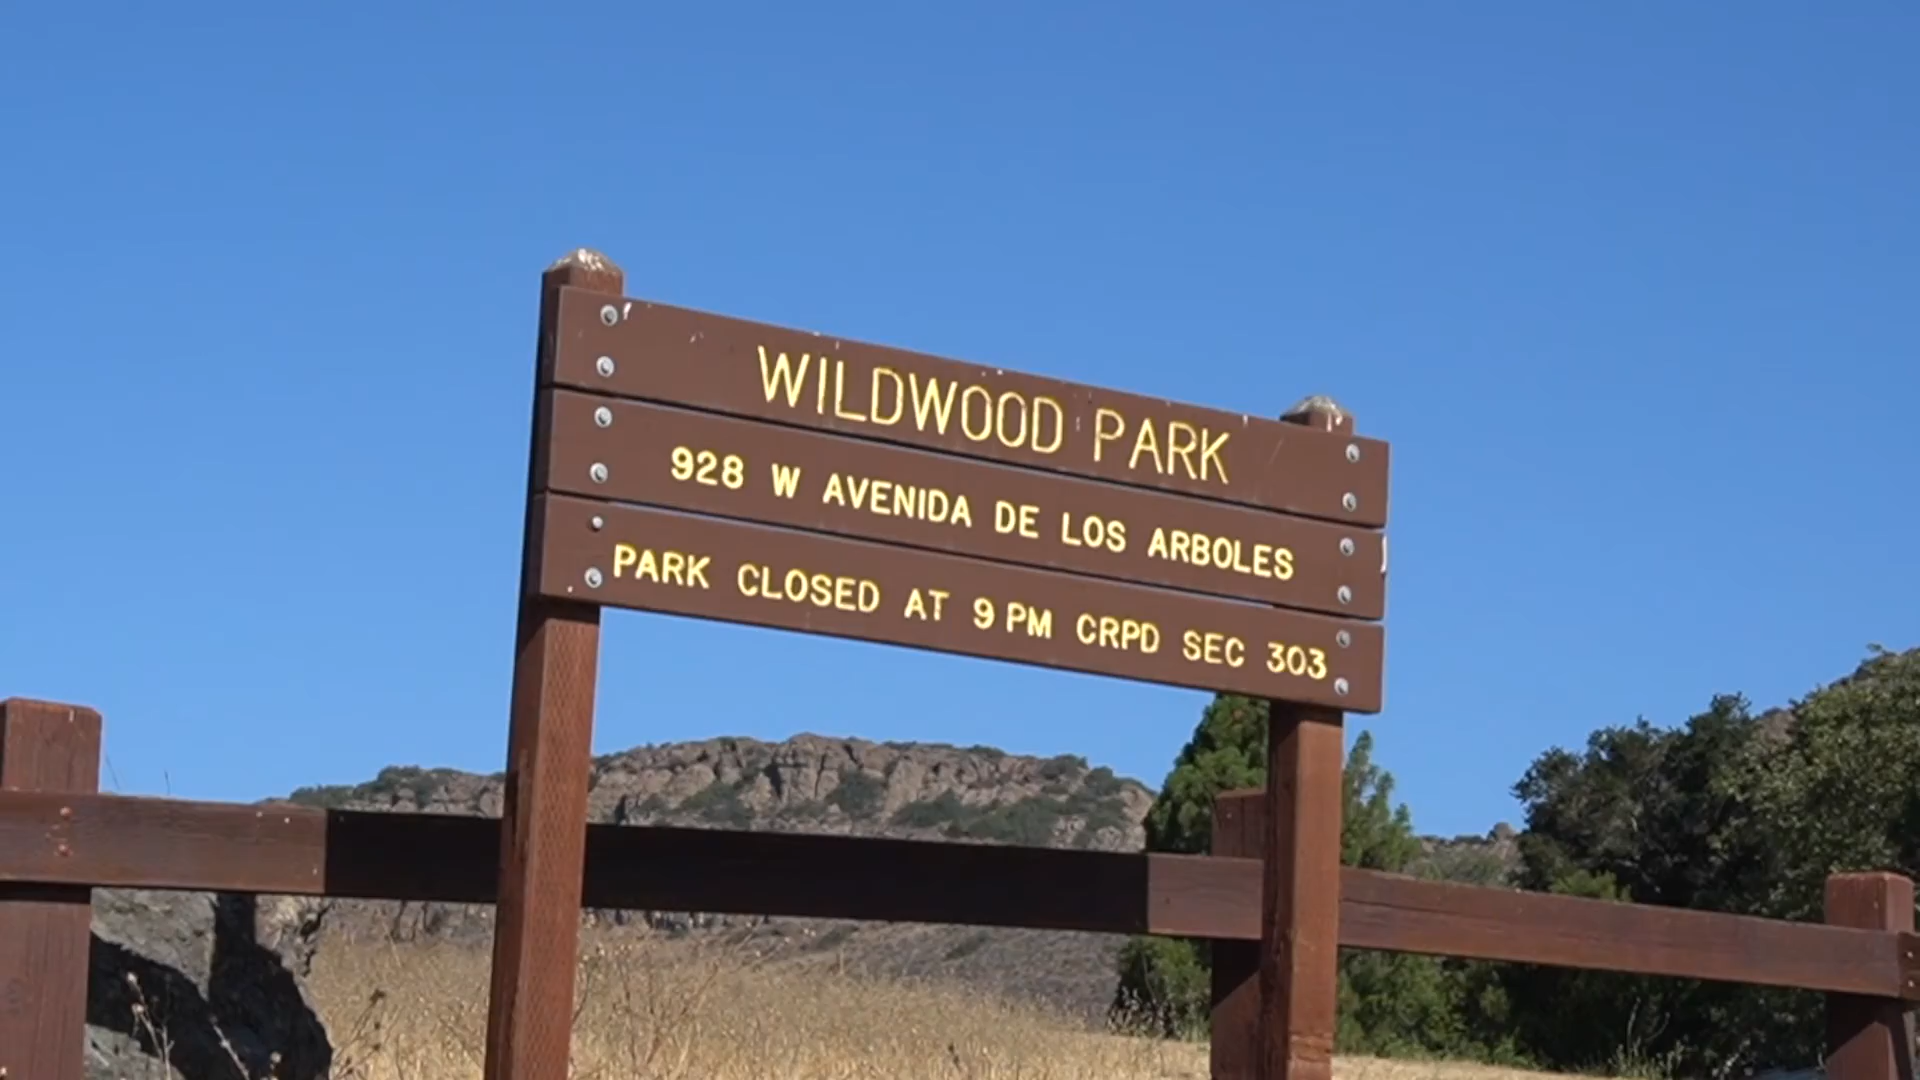 WILDWOOD PARK
928 W AVENIDA DE LOS ARBOLES
PARK CLOSED AT 9 PM CRPD SEC 303